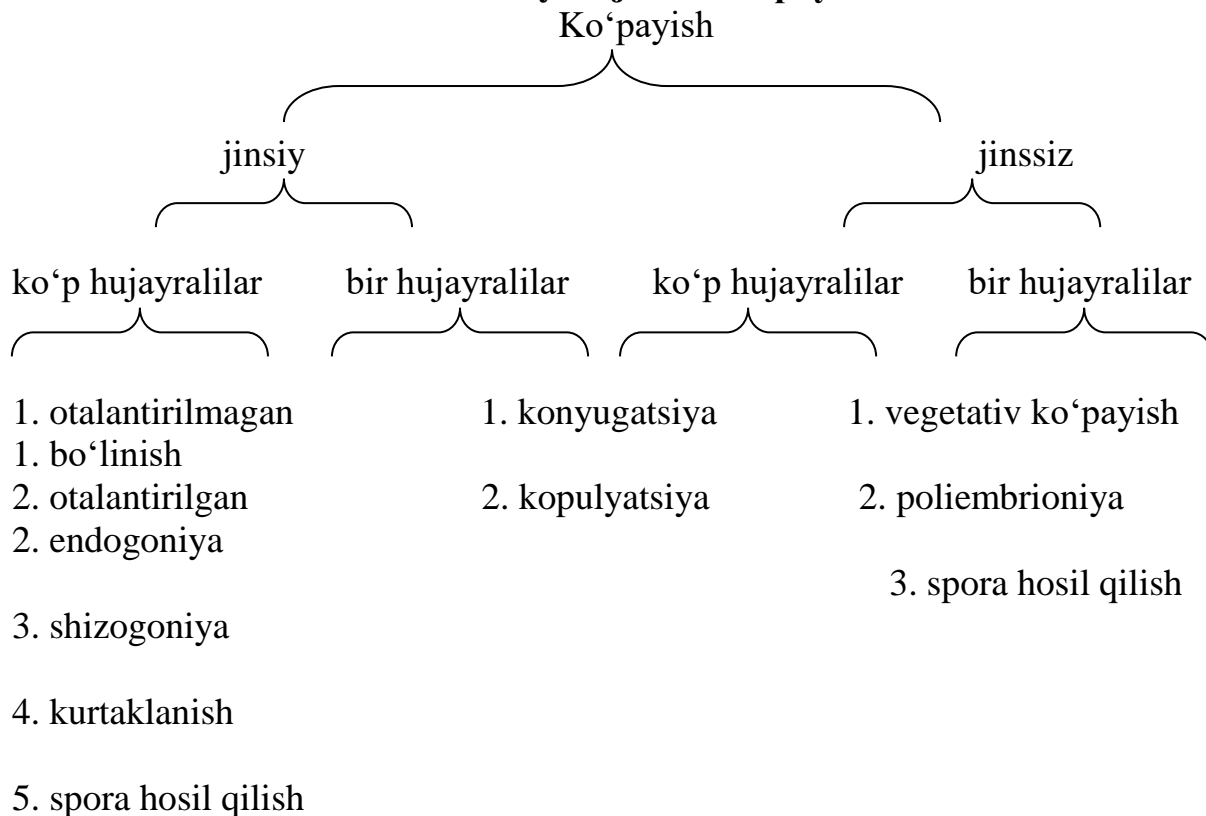 Ko‘payish
jinsiy jinssiz
ko‘p hujayralilar bir hujayralilar ko‘p hujayralilar bir hujayralilar
1. otalantirilmagan 1. konyugatsiya 1. vegetativ ko‘payish
1. bo‘linish
2. otalantirilgan 2. kopulyatsiya 2. poliembrioniya
2. endogoniya
3. spora hosil qilish
3. shizogoniya
4. kurtaklanish
5. spora hosil qilish